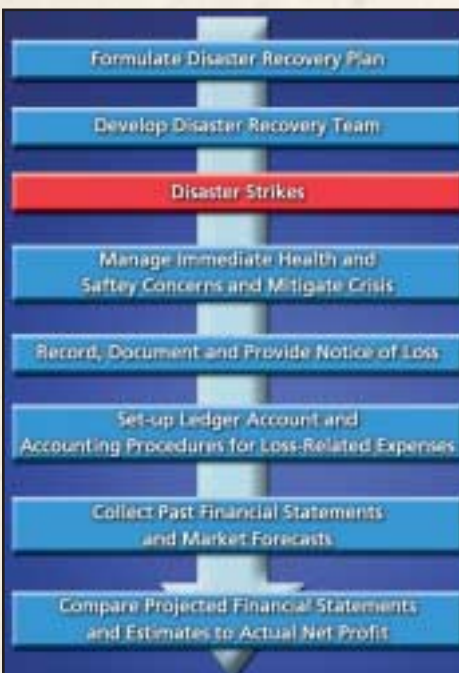 Formulate Disaster Recovery Plan
Develop Disaster Recovery Team
Disaster Strikes
Manage Immediate Health and
Saftey Concerns and Mitigate Crisis
Record, Document and Provide Notice of Loss
Set-up Ledger Account and
Accounting Procedures for Loss-Related Expenses
Collect Past Financial Statements
and Market Forecasts
Compare Projected Financial Statements
and Estimates to Actual Net Profit